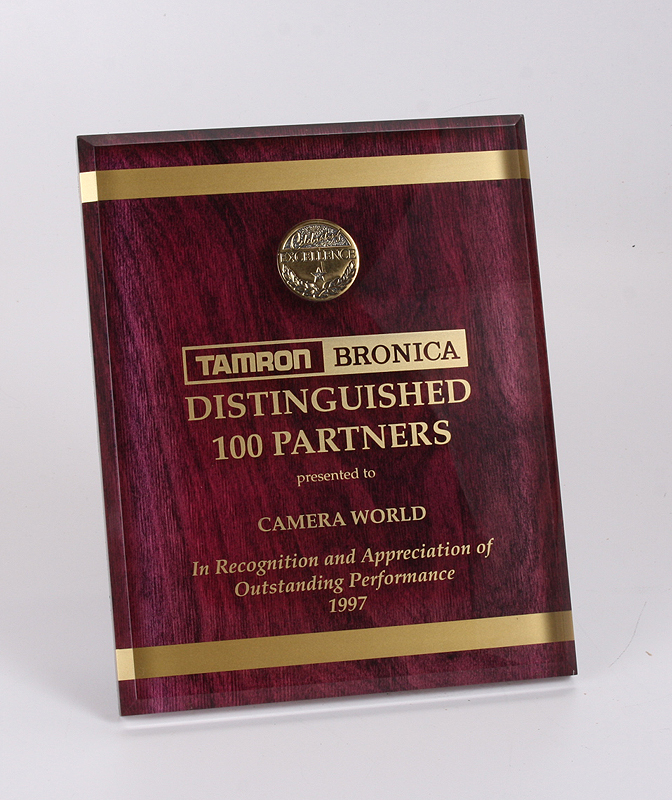 EXCELLENCE
TAMRON BRONICA
DISTINGUISHED
100 PARTNERS
presented to
CAMERA WORLD
In Recognition and Appreciation of
Outstanding Performance
1997